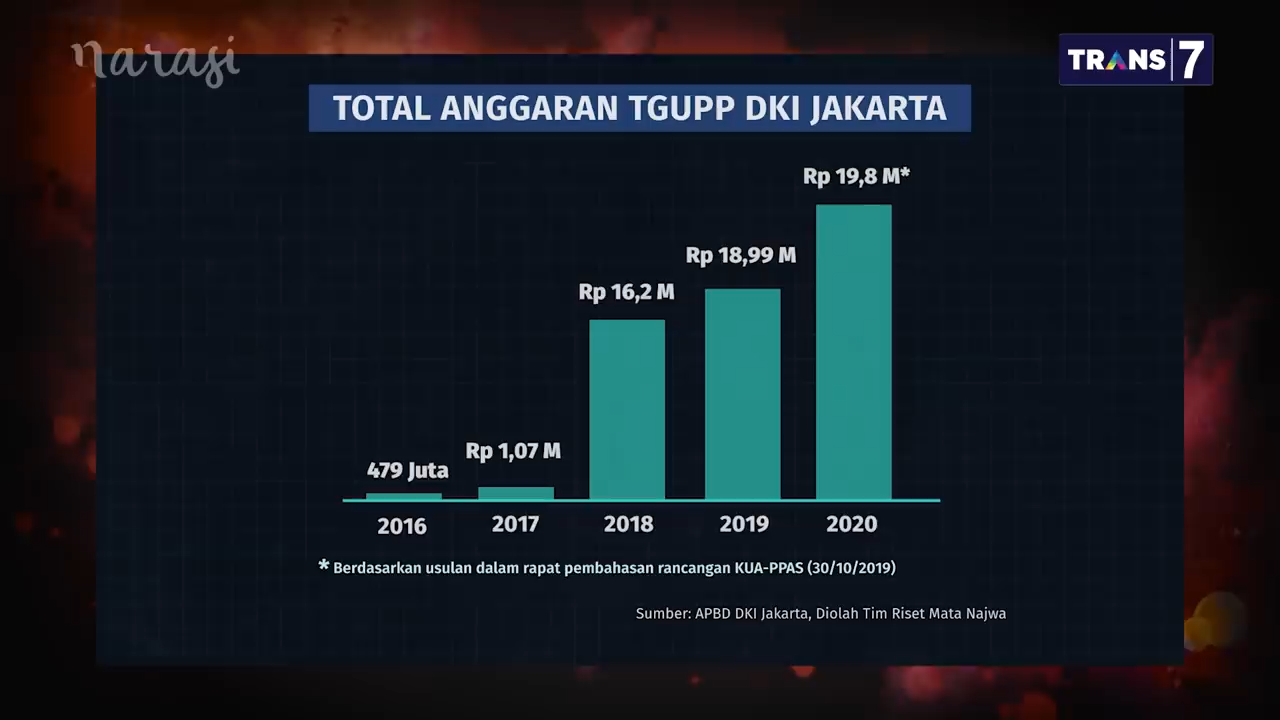 narasi
TRANS|7
TOTAL ANGGARAN TGUPP DKI JAKARTA
Rp 19,8 M*
Rp 18,99 M
Rp 16,2 M
Rp 1,07 M
479 Juta
2016 2017 2018 2019 2020
* Berdasarkan usulan dalam rapat pembahasan rancangan KUA-PPAS (30/10/2019)
Sumber: APBD DKI Jakarta, Diolah Tim Riset Mata Najwa